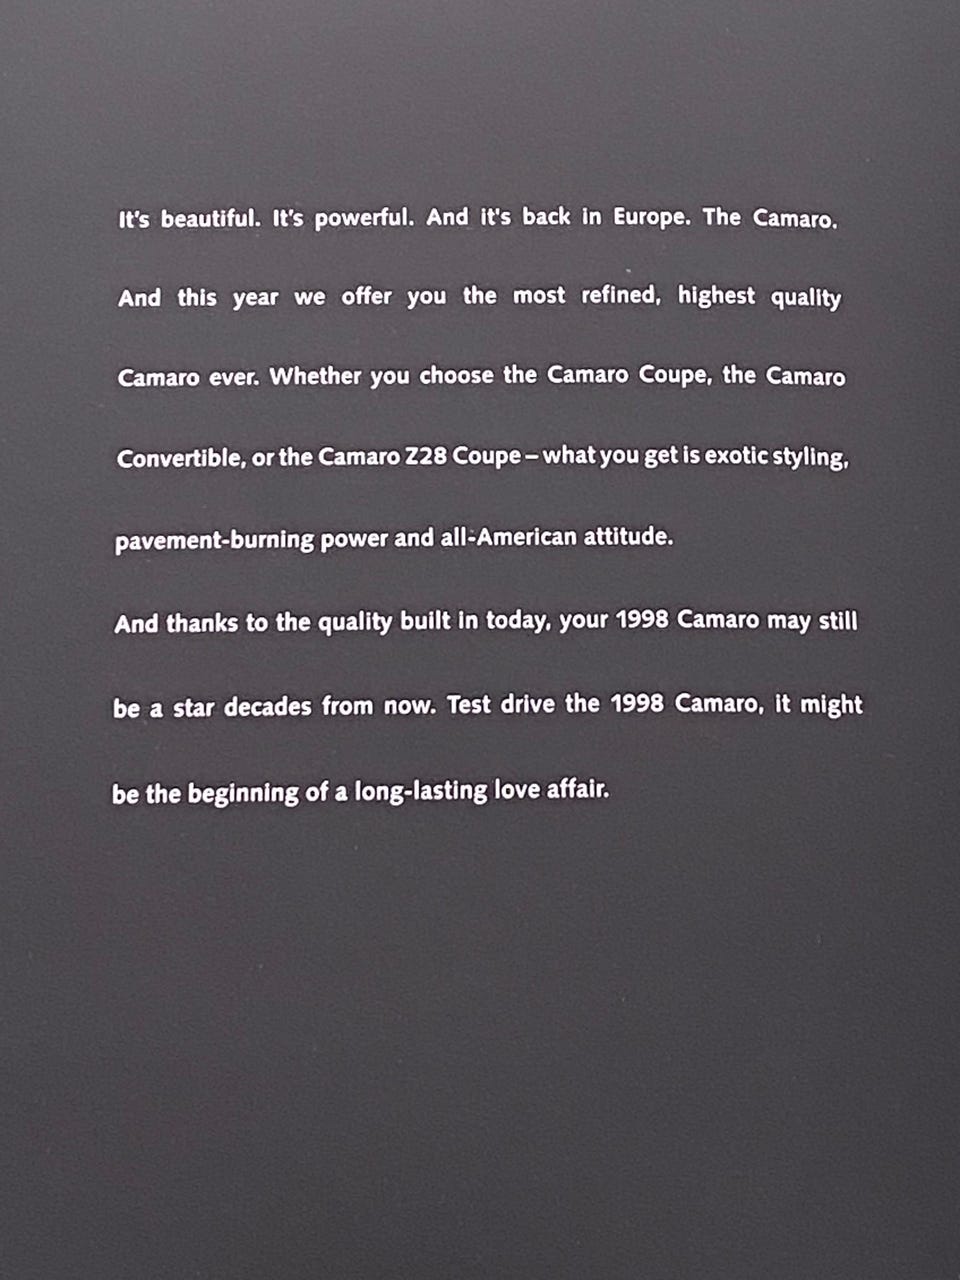 It's beautiful. It's powerful. And it's back in Europe. The Camaro.
And this year we offer you the most refined, highest quality
Camaro ever. Whether you choose the Camaro Coupe, the Camaro
Convertible, or the Camaro Z28 Coupe – what you get is exotic styling,
pavement-burning power and all-American attitude.
And thanks to the quality built in today, your 1998 Camaro may still
be a star decades from now. Test drive the 1998 Camaro, it might
be the beginning of a long-lasting love affair.